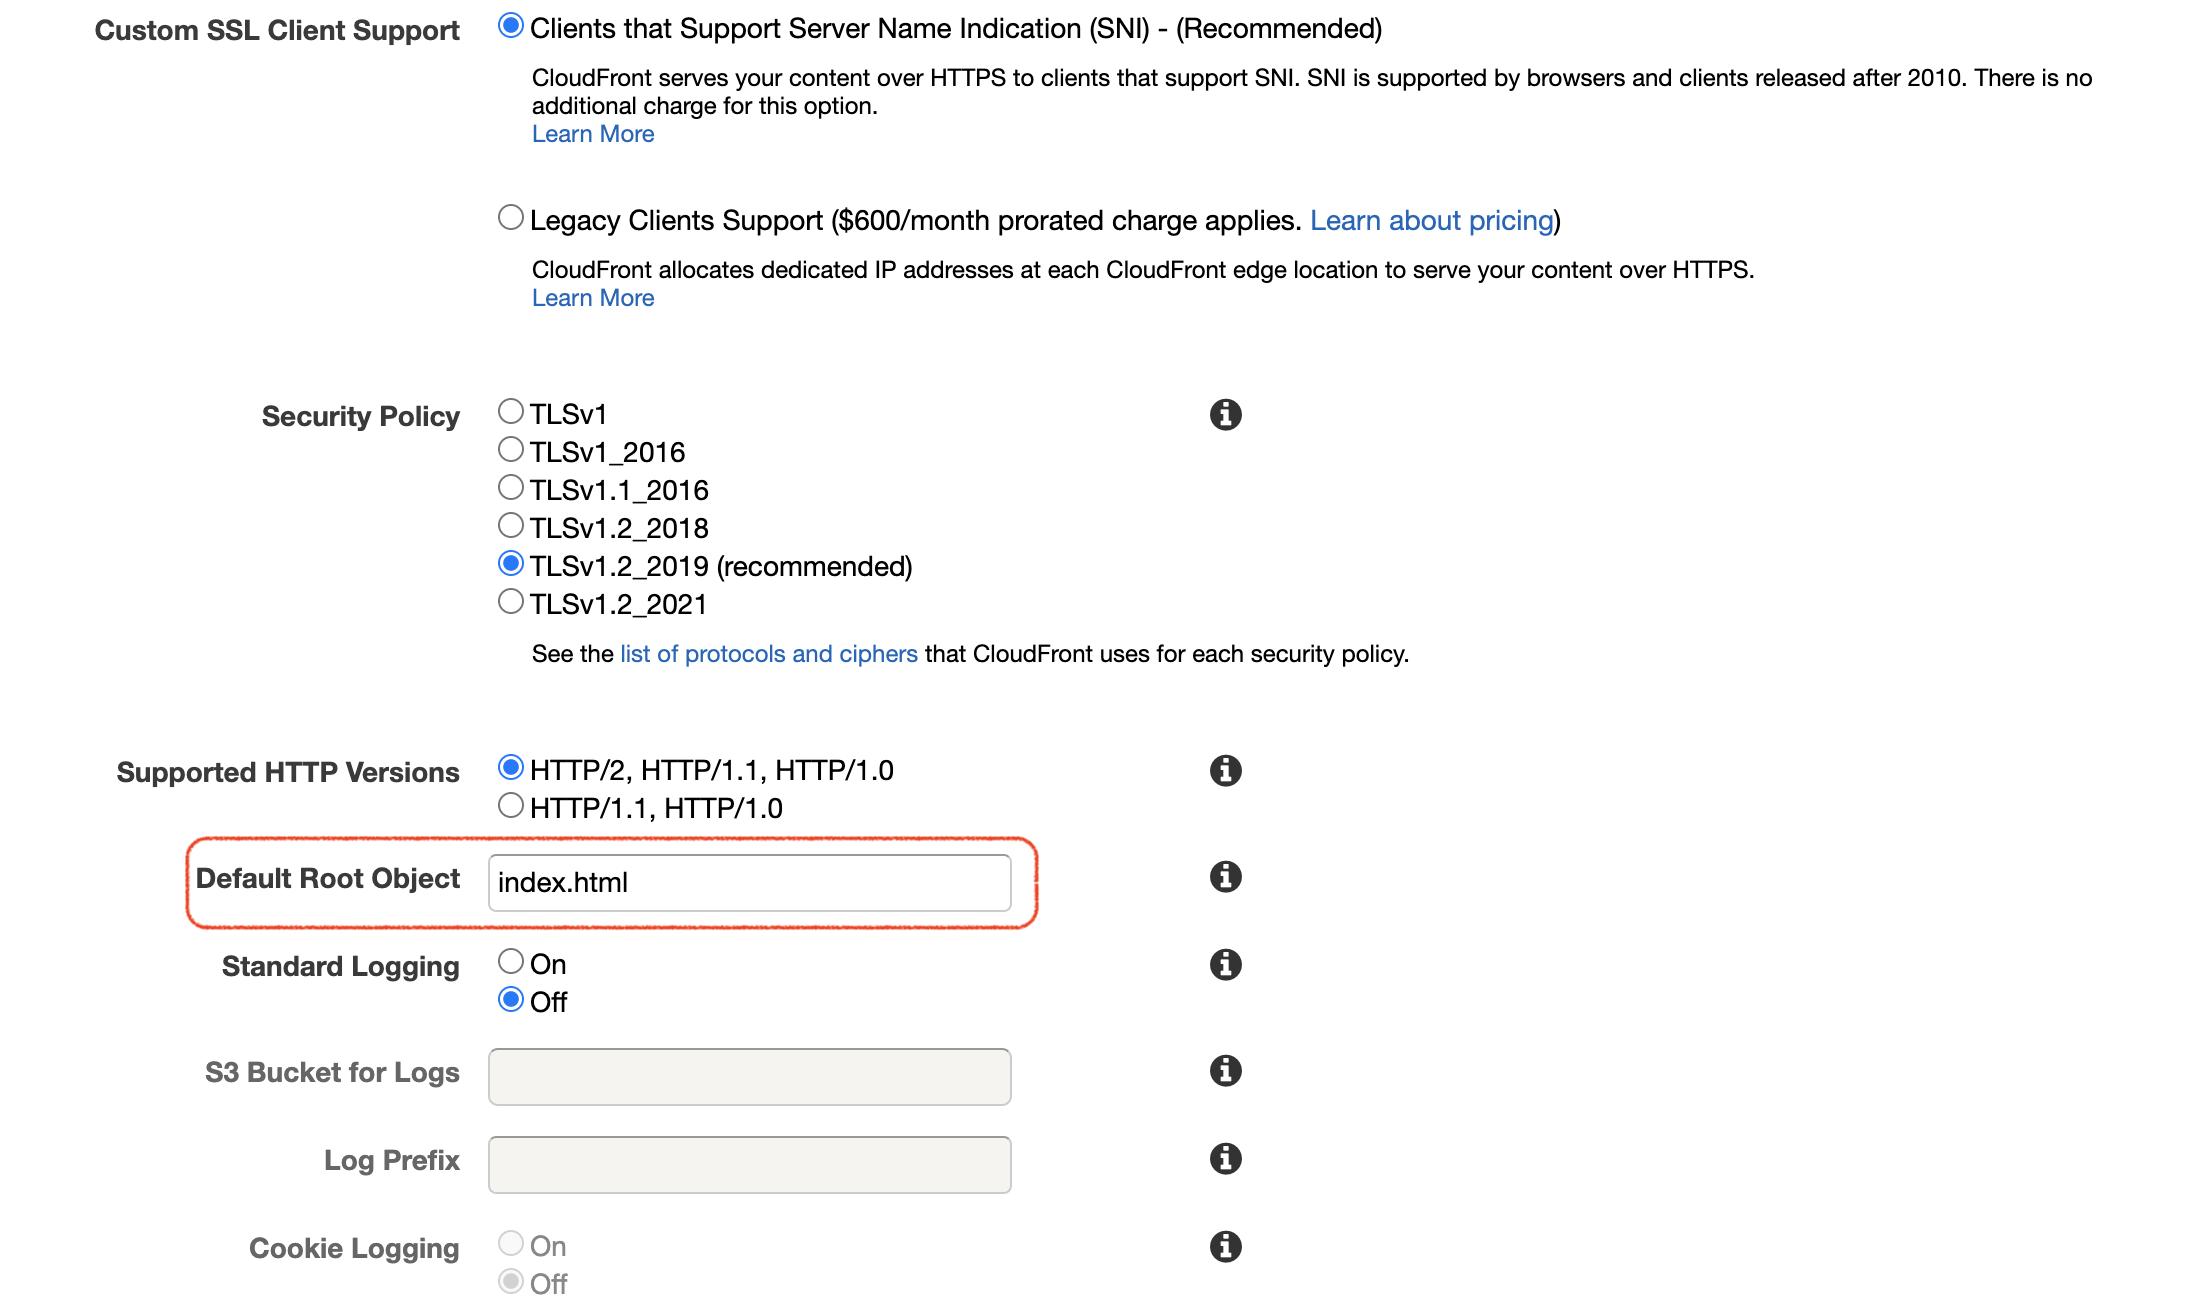 Custom SSL Client Support
Clients that Support Server Name Indication (SNI) - (Recommended)
CloudFront serves your content over HTTPS to clients that support SNI. SNI is supported by browsers and clients released after 2010. There is no
additional charge for this option.
Learn More
Legacy Clients Support ($600/month prorated charge applies. Learn about pricing)
CloudFront allocates dedicated IP addresses at each CloudFront edge location to serve your content over HTTPS.
Learn More
Security Policy
TLSv1
TLSv1_2016
TLSv1.1_2016
TLSv1.2_2018
TLSv1.2_2019 (recommended)
TLSv1.2_2021
See the list of protocols and ciphers that CloudFront uses for each security policy.
Supported HTTP Versions
HTTP/2, HTTP/1.1, HTTP/1.0
HTTP/1.1, HTTP/1.0
Default Root Object
index.html
Standard Logging
On
Off
S3 Bucket for Logs
Log Prefix
Cookie Logging
On
Off